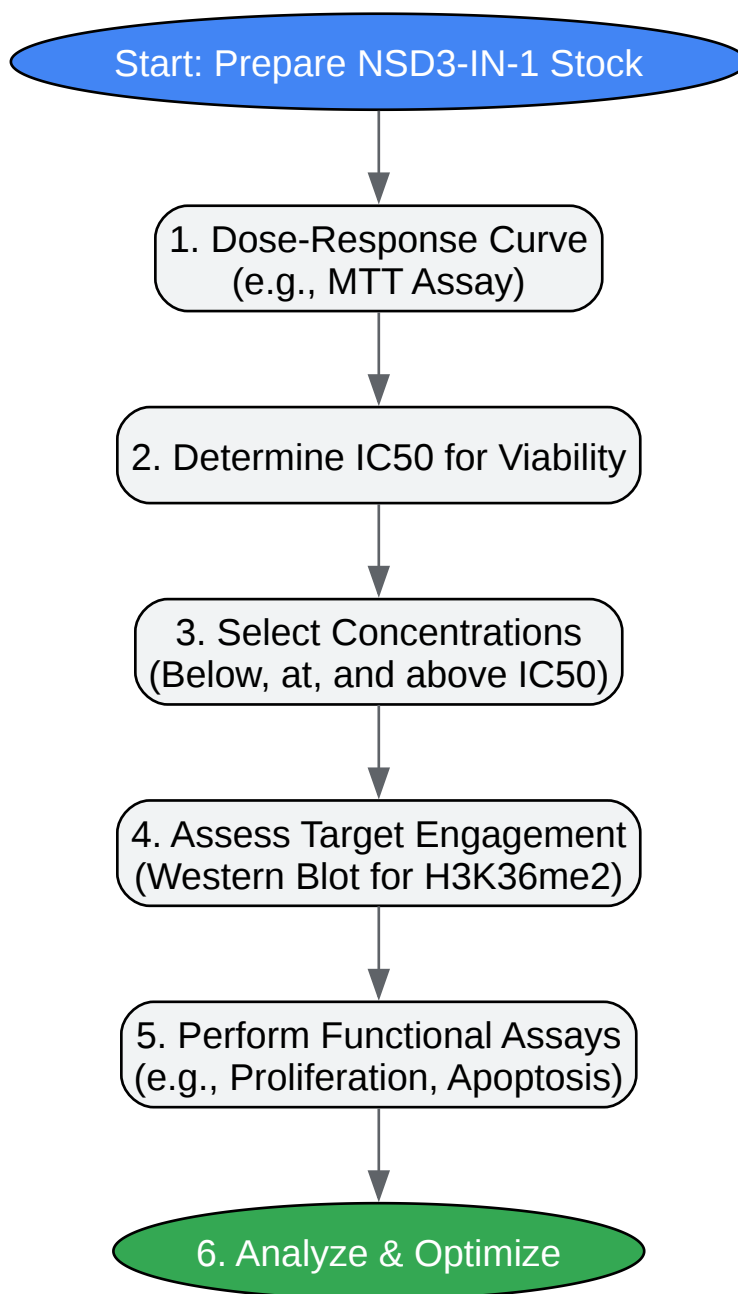 Start: Prepare NSD3-IN-1 Stock
1. Dose-Response Curve
(e.g., MTT Assay)
2. Determine IC50 for Viability
3. Select Concentrations
(Below, at, and above IC50)
4. Assess Target Engagement
(Western Blot for H3K36me2)
5. Perform Functional Assays
(e.g., Proliferation, Apoptosis)
6. Analyze & Optimize